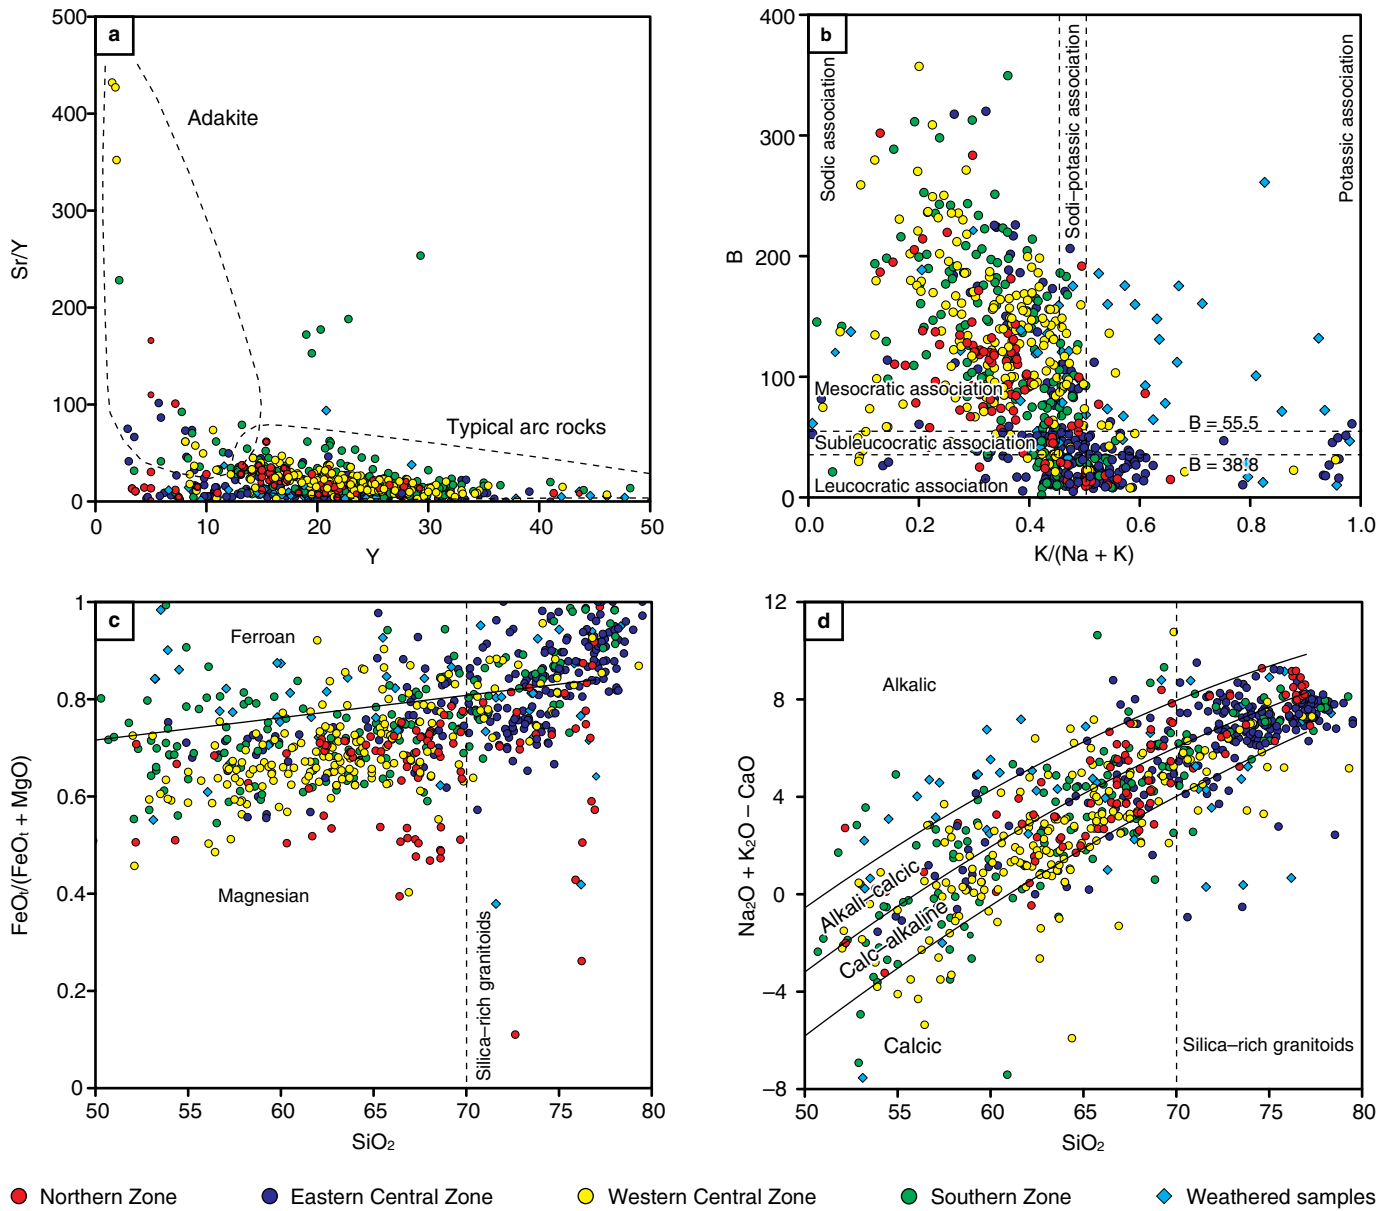 a
500
400
300
200
100
0
Sr/Y
Adakite
Typical arc rocks
0
10
20
30
40
50
Y
b
400
300
200
100
0
B
Sodic association
Sodi–potassic association
Potassic association
Mesocratic association
B = 55.5
Subleucocratic association
B = 38.8
Leucocratic association
0.0
0.2
0.4
0.6
0.8
1.0
K/(Na + K)
c
1
0.8
0.6
0.4
0.2
0
FeOₜ/(FeOₜ + MgO)
Ferroan
Magnesian
Silica–rich granitoids
50
55
60
65
70
75
80
SiO₂
d
12
8
4
0
–4
–8
Na₂O + K₂O – CaO
Alkalic
Alkali–calcic
Calc–alkaline
Calcic
Silica–rich granitoids
50
55
60
65
70
75
80
SiO₂
Northern Zone
Eastern Central Zone
Western Central Zone
Southern Zone
Weathered samples